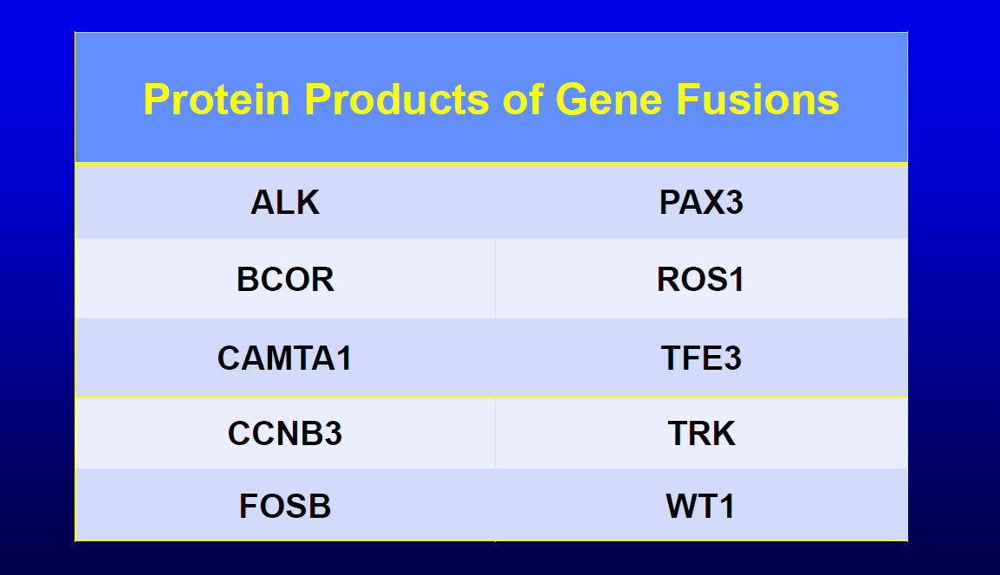 Protein Products of Gene Fusions
ALK PAX3
BCOR ROS1
CAMTA1 TFE3
CCNB3 TRK
FOSB WT1